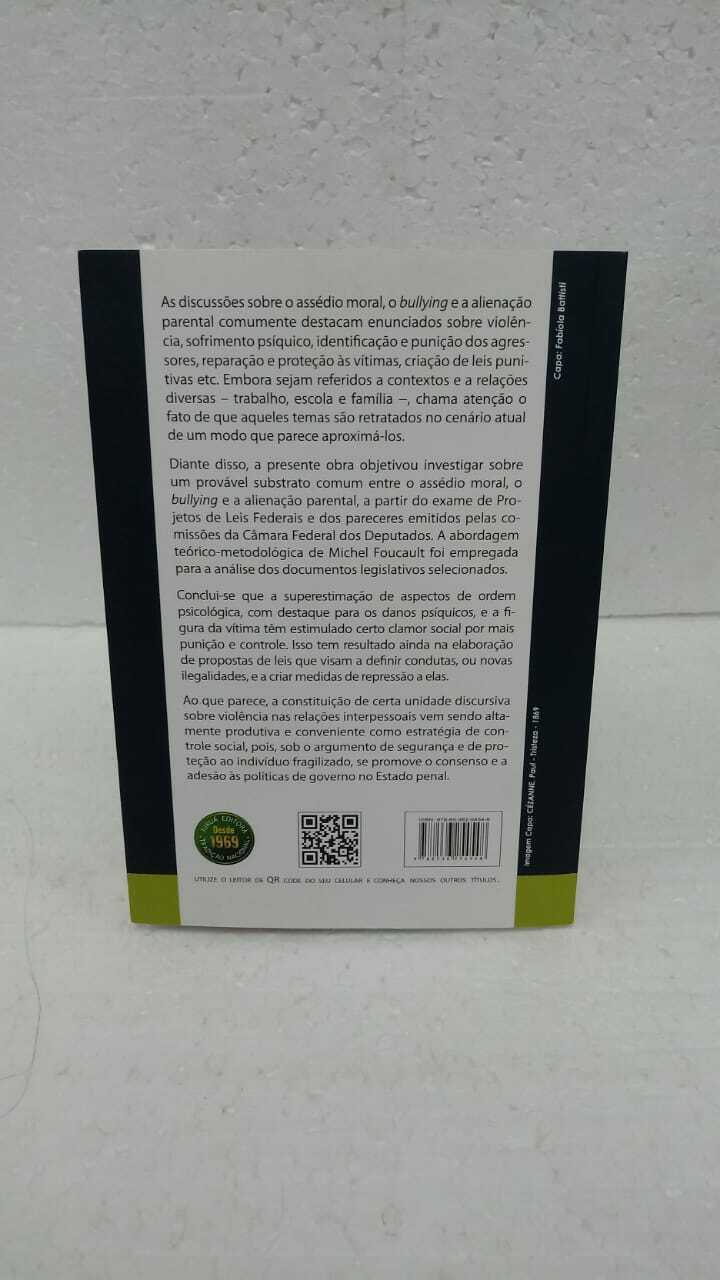 As discussões sobre o assédio moral, o bullying e a alienação
parental comumente destacam enunciados sobre violên-
cia, sofrimento psíquico, identificação e punição dos agres-
sores, reparação e proteção às vítimas, criação de leis puni-
tivas etc. Embora sejam referidos a contextos e a relações
diversas – trabalho, escola e família –, chama atenção o
fato de que aqueles temas são retratados no cenário atual
de um modo que parece aproximá-los.
Diante disso, a presente obra objetivou investigar sobre
um provável substrato comum entre o assédio moral, o
bullying e a alienação parental, a partir do exame de Pro-
jetos de Leis Federais e dos pareceres emitidos pelas co-
missões da Câmara Federal dos Deputados. A abordagem
teórico-metodológica de Michel Foucault foi empregada
para a análise dos documentos legislativos selecionados.
Conclui-se que a superestimação de aspectos de ordem
psicológica, com destaque para os danos psíquicos, e a fi-
gura da vítima têm estimulado certo clamor social por mais
punição e controle. Isso tem resultado ainda na elaboração
de propostas de leis que visam a definir condutas, ou novas
ilegalidades, e a criar medidas de repressão a elas.
Ao que parece, a constituição de certa unidade discursiva
sobre violência nas relações interpessoais vem sendo alta-
mente produtiva e conveniente como estratégia de con-
trole social, pois, sob o argumento de segurança e de pro-
teção ao indivíduo fragilizado, se promove o consenso e a
adesão às políticas de governo no Estado penal.
JURUÁ EDITORA
Desde
1969
TRADIÇÃO NACIONAL
ISBN
UTILIZE O LEITOR DE QR CODE DO SEU CELULAR E CONHEÇA NOSSOS OUTROS TÍTULOS.
Capa: Fabíola Battisti
Imagem Capa: CÉZANNE, Paul - Tristeza - 1869